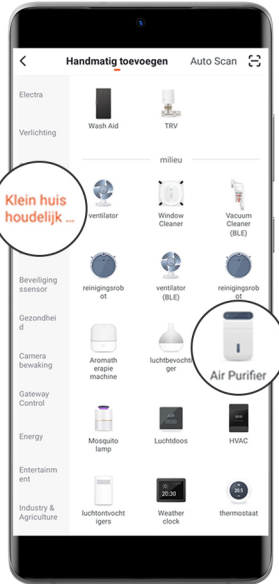 Handmatig toevoegen Auto Scan
Electra
Verlichting
Klein huis
houdelijk ...
Beveiliging
ssensor
Gezondhei
d
Camera
bewaking
Gateway
Control
Energy
Entertainm
ent
Industry &
Agriculture
Wash Aid TRV
milieu
ventilator Window
Cleaner Vacuum
Cleaner
(BLE)
reinigingsrob
ot ventilator
(BLE) reinigingsrob
ot
Aromath
erapie
machine luchtbevochti
ger Air Purifier
Mosquito
lamp Luchtdoos HVAC
luchtontvocht
igers 20:30
Weather
clock 20.5
thermostaat